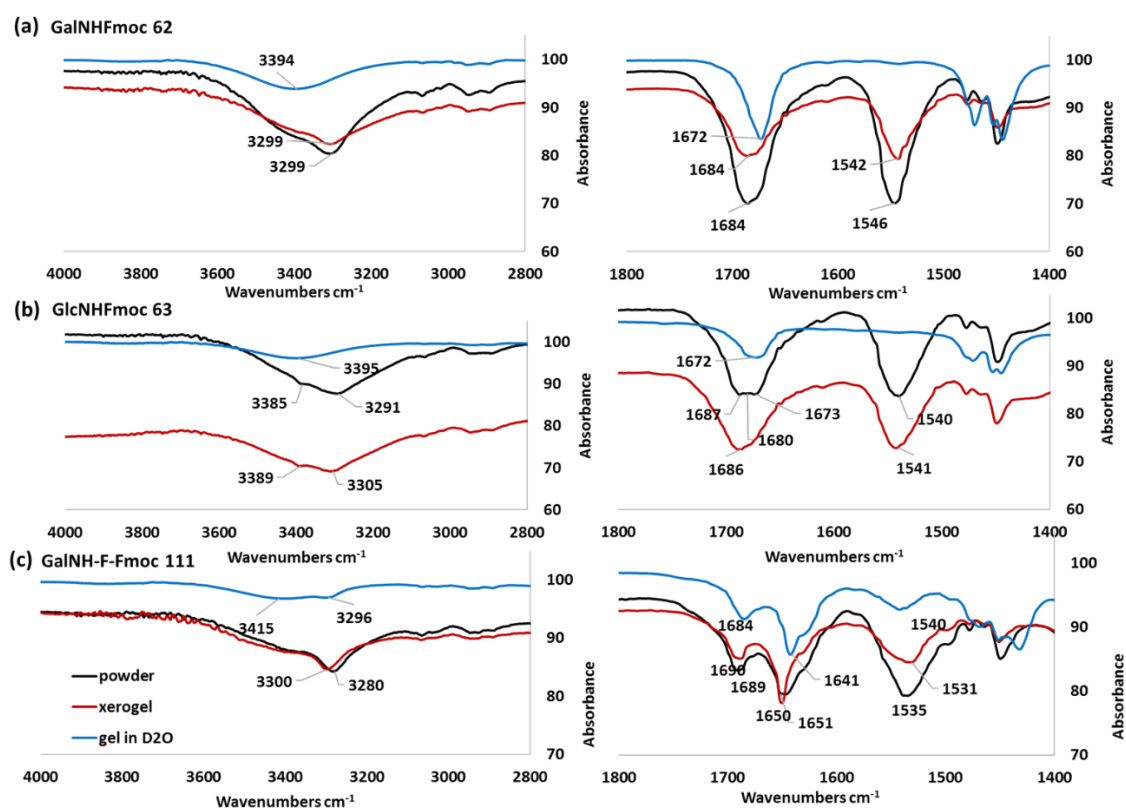 (a) GalNHFmoc 62
3394
3299
3299
100
90
80
70
60
Absorbance
4000 3800 3600 3400 3200 3000 2800
Wavenumbers cm-1
1672
1684
1684
1542
1546
100
90
80
70
60
Absorbance
1800 1700 1600 1500 1400
Wavenumbers cm-1
(b) GlcNHFmoc 63
3395
3385
3291
3389
3305
100
90
80
70
60
Absorbance
4000 3800 3600 3400 3200 3000 2800
Wavenumbers cm-1
1672
1687
1673
1680
1686
1540
1541
100
90
80
70
60
Absorbance
1800 1700 1600 1500 1400
Wavenumbers cm-1
(c) GalNH-F-Fmoc 111
3415
3296
3300
3280
powder
xerogel
gel in D2O
100
90
80
70
Absorbance
4000 3800 3600 3400 3200 3000 2800
Wavenumbers cm-1
1684
1690
1689
1641
1650
1651
1540
1531
1535
100
90
80
70
Absorbance
1800 1700 1600 1500 1400
Wavenumbers cm-1